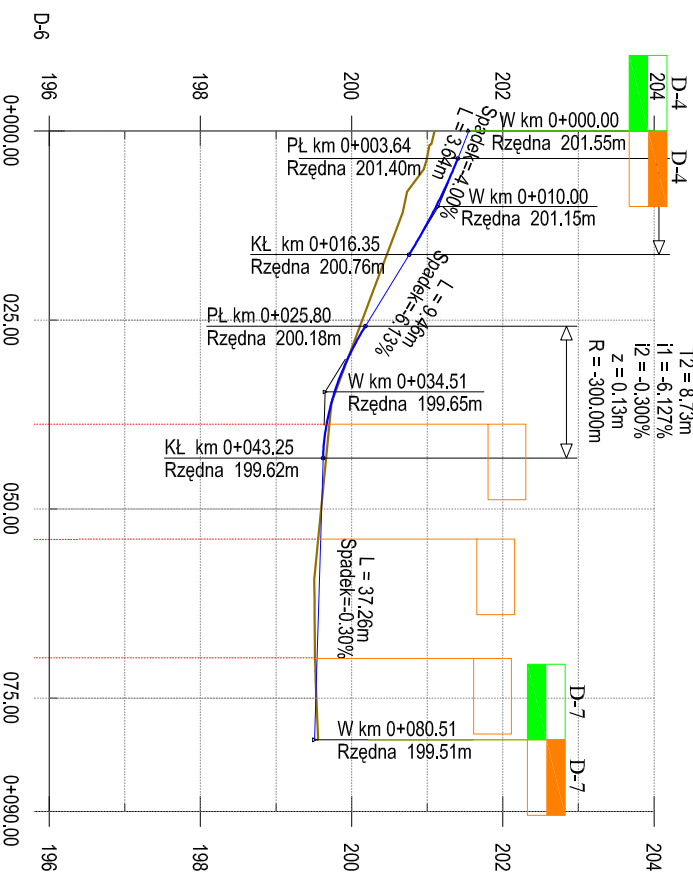 D-6
196
198
200
202
204
D-4
D-4
0+000.00
025.00
050.00
075.00
0+090.00
W km 0+000.00
Rzędna 201.55m
PŁ km 0+003.64
Rzędna 201.40m
L = 3.64m
Spadek=-4.00%
W km 0+010.00
Rzędna 201.15m
KŁ km 0+016.35
Rzędna 200.76m
L = 9.46m
Spadek=-6.13%
PŁ km 0+025.80
Rzędna 200.18m
T2 = 8.73m
i1 = -6.127%
i2 = -0.300%
z = 0.13m
R = -300.00m
W km 0+034.51
Rzędna 199.65m
KŁ km 0+043.25
Rzędna 199.62m
L = 37.26m
Spadek=-0.30%
D-7
D-7
W km 0+080.51
Rzędna 199.51m
196
198
200
202
204